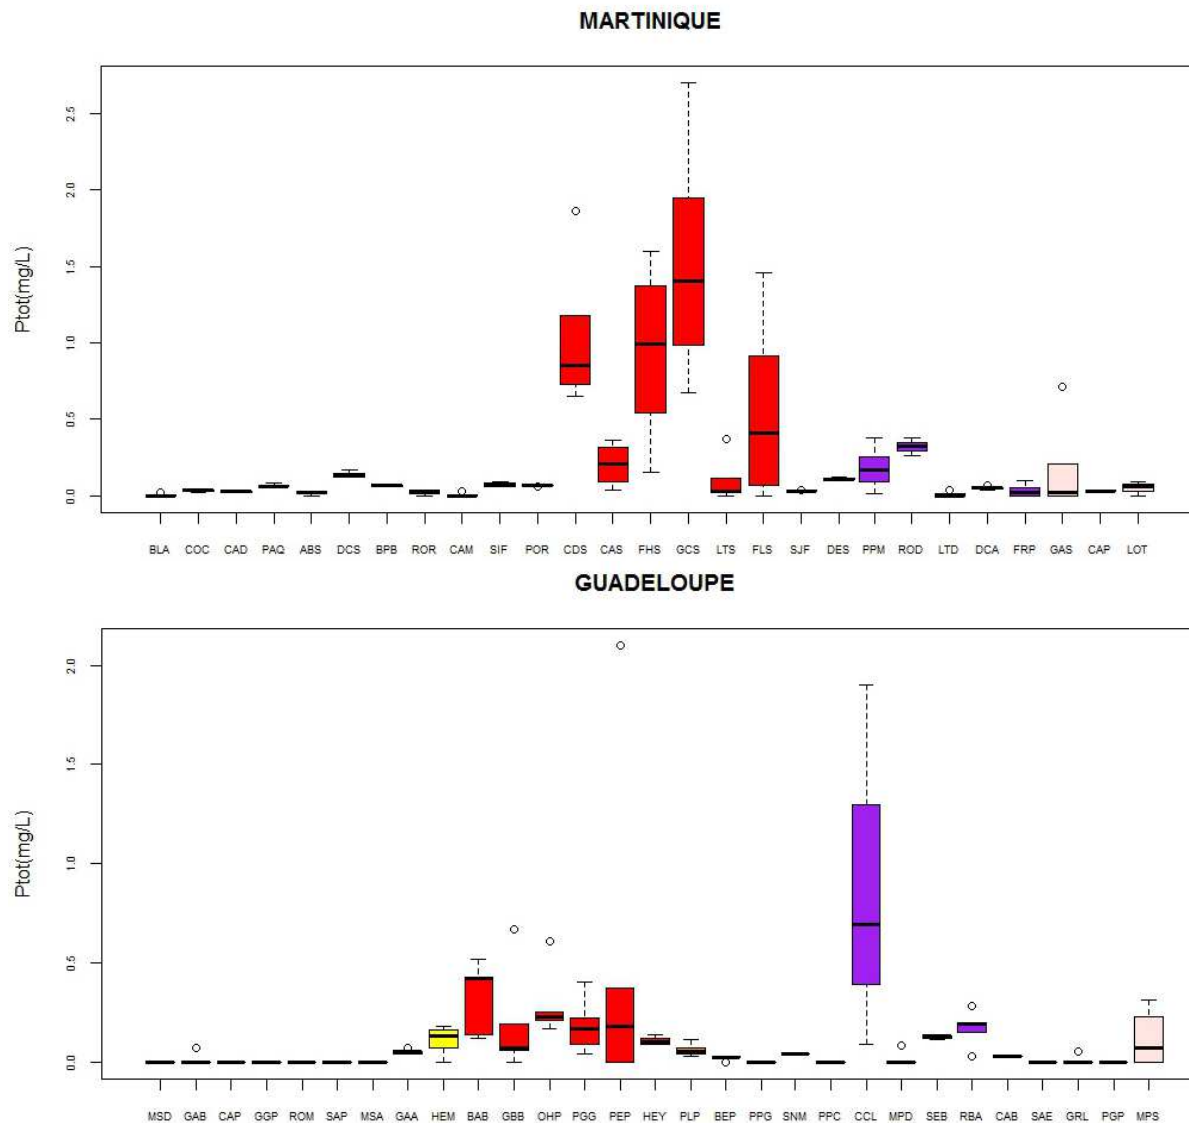 MARTINIQUE
Ptot(mg/L)
2.5
2.0
1.5
1.0
0.5
0.0
BLA COC CAD PAQ ABS DCS BPB ROR CAM SIF POR CDS CAS FHS GCS LTS FLS SJF DES PPM ROD LTD DCA FRP GAS CAP LOT
GUADELOUPE
Ptot(mg/L)
2.0
1.5
1.0
0.5
0.0
MSD GAB CAP GGP ROM SAP MSA GAA HEM BAB GBB OHP PGG PEP HEY PLP BEP PPG SNM PPC CCL MPD SEB RBA CAB SAE GRL PGP MPS